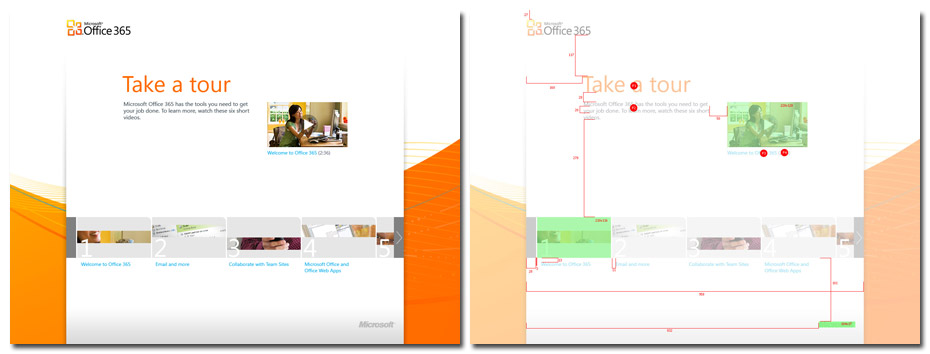 Microsoft®
Office 365
Take a tour
Microsoft Office 365 has the tools you need to get
your job done. To learn more, watch these six short
videos.
Welcome to Office 365 (2:36)
1
2
3
4
5
Welcome to Office 365
Email and more
Collaborate with Team Sites
Microsoft Office and
Office Web Apps
Microsoft
Office 365
Take a tour
Microsoft Office 365 has the tools you need to get
your job done. To learn more, watch these six short
videos.
Welcome to
1
2
3
4
5
Welcome to Office 365
Email and more
Collaborate with Team Sites
Microsoft Office and
Office Web Apps